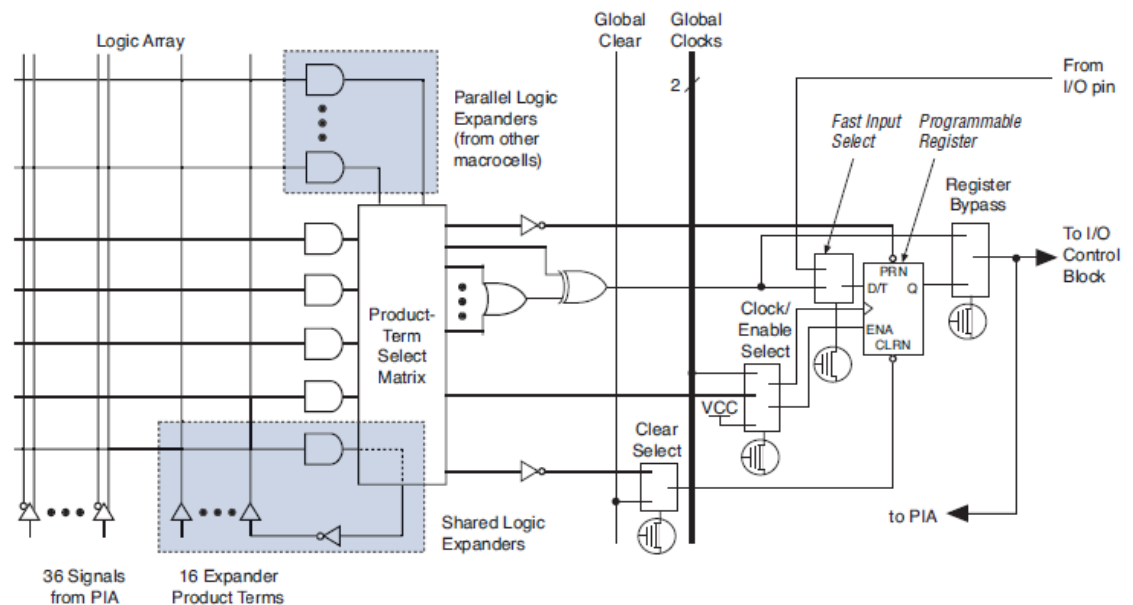 Logic Array
Global
Clear
Global
Clocks
2
From
I/O pin
Parallel Logic
Expanders
(from other
macrocells)
Fast Input
Select
Programmable
Register
Register
Bypass
To I/O
Control
Block
PRN
D/T
Q
ENA
CLRN
Clock/
Enable
Select
Product-
Term
Select
Matrix
VCC
Clear
Select
to PIA
Shared Logic
Expanders
36 Signals
from PIA
16 Expander
Product Terms